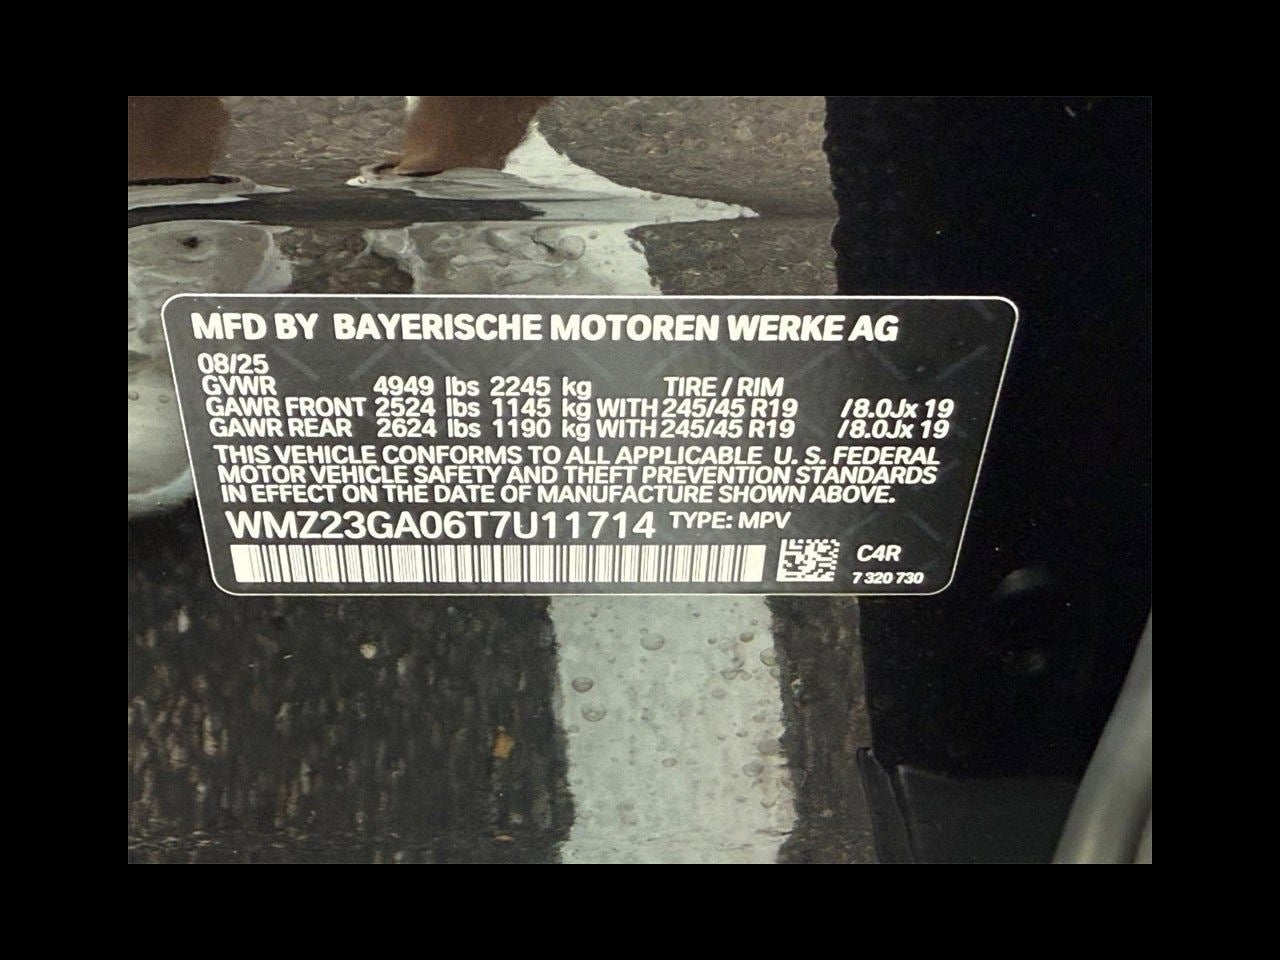 MFD BY BAYERISCHE MOTOREN WERKE AG
08/25
GVWR 4949 lbs 2245 kg TIRE / RIM
GAWR FRONT 2524 lbs 1145 kg WITH 245/45 R19 /8.0Jx 19
GAWR REAR 2624 lbs 1190 kg WITH 245/45 R19 /8.0Jx 19
THIS VEHICLE CONFORMS TO ALL APPLICABLE U. S. FEDERAL
MOTOR VEHICLE SAFETY AND THEFT PREVENTION STANDARDS
IN EFFECT ON THE DATE OF MANUFACTURE SHOWN ABOVE.
WMZ23GA06T7U11714 TYPE: MPV
C4R
7 320 730